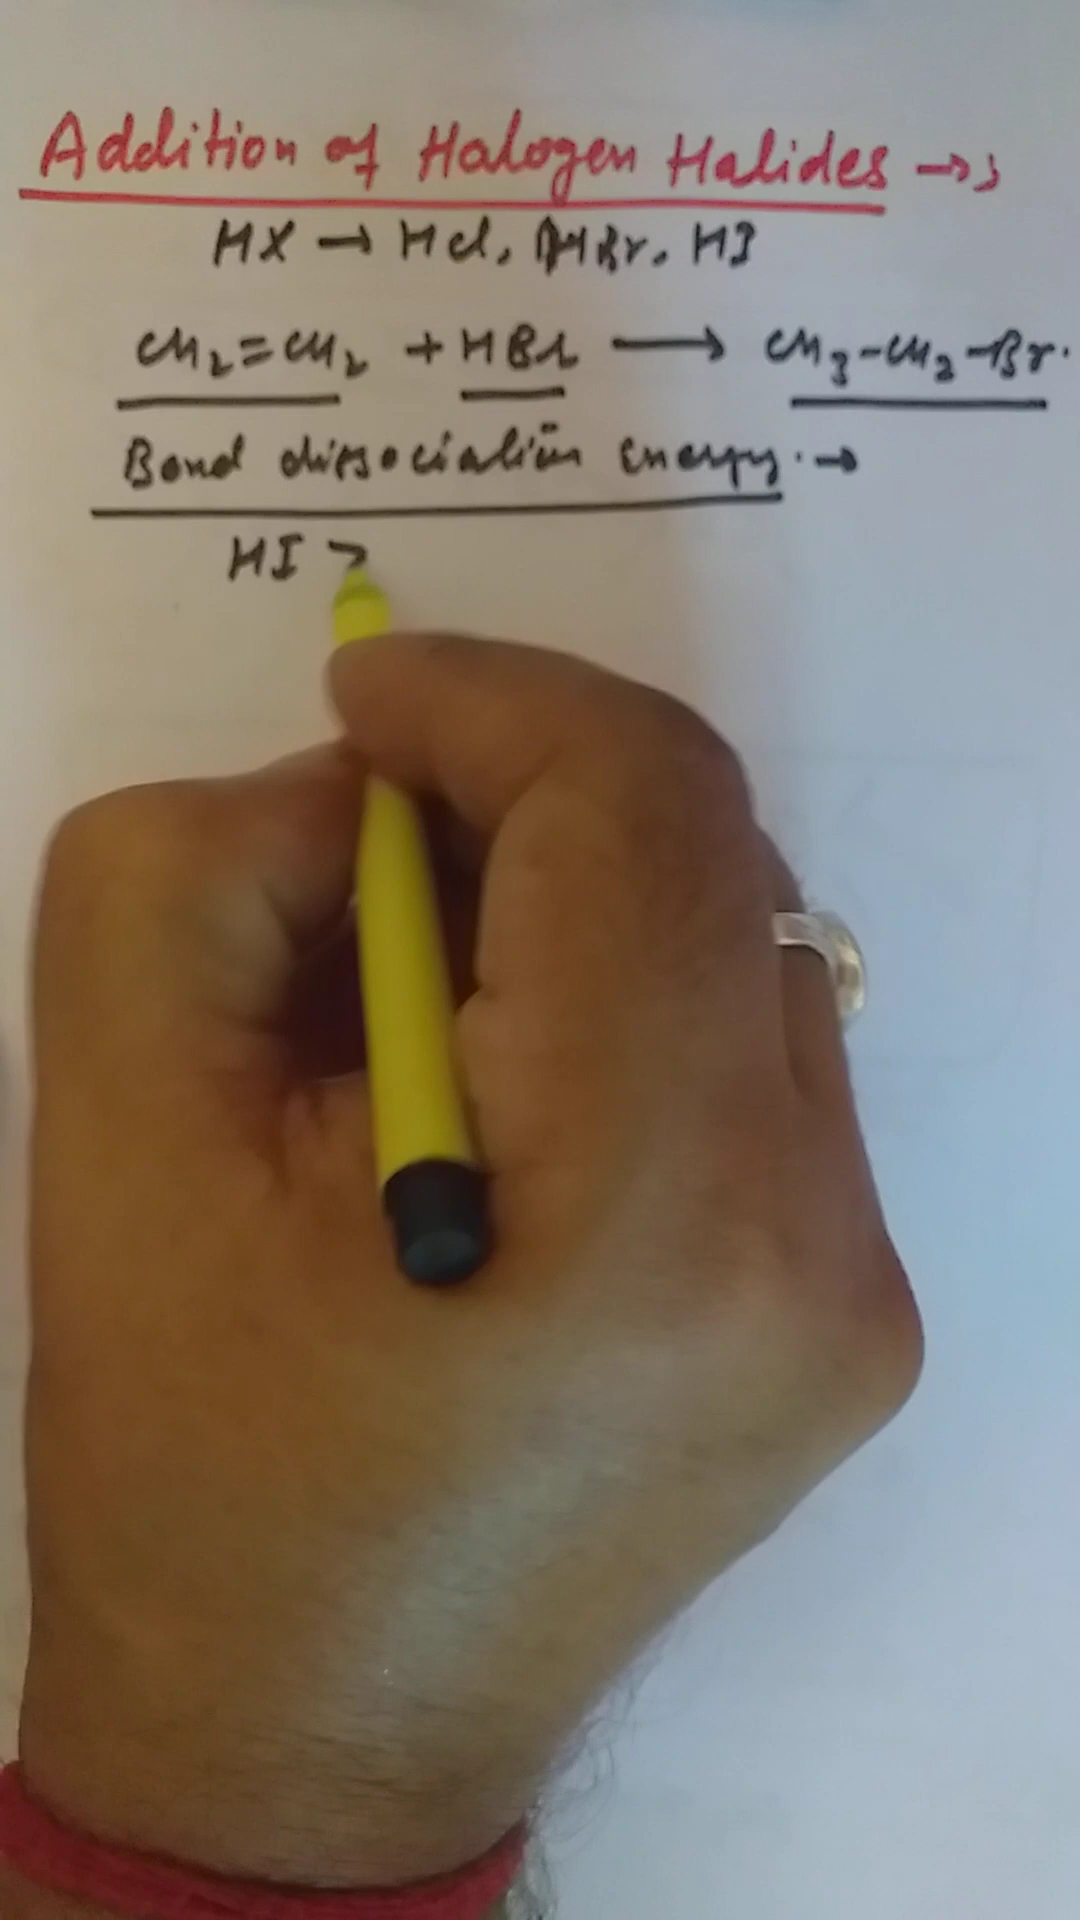 Addition of Halogen Halides →
HX → HCl, HBr, HI
CH2=CH2 + HBr ⟶ CH3-CH2-Br.
Bond dissociation Energy. →
HI >